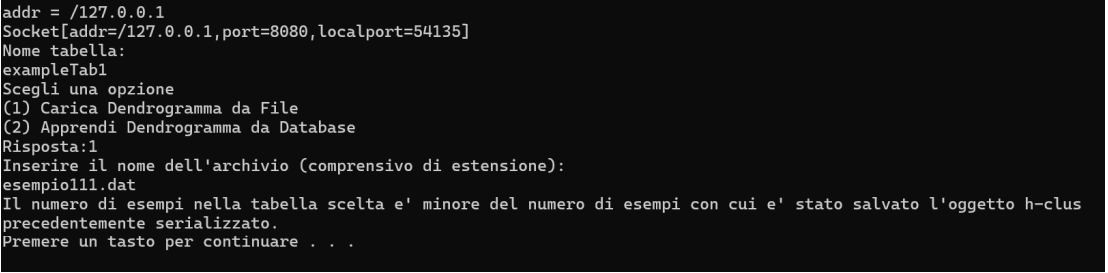 addr = /127.0.0.1
Socket[addr=/127.0.0.1,port=8080,localport=54135]
Nome tabella:
exampleTab1
Scegli una opzione
(1) Carica Dendrogramma da File
(2) Apprendi Dendrogramma da Database
Risposta:1
Inserire il nome dell'archivio (comprensivo di estensione):
esempio111.dat
Il numero di esempi nella tabella scelta e' minore del numero di esempi con cui e' stato salvato l'oggetto h-clus
precedentemente serializzato.
Premere un tasto per continuare . . .